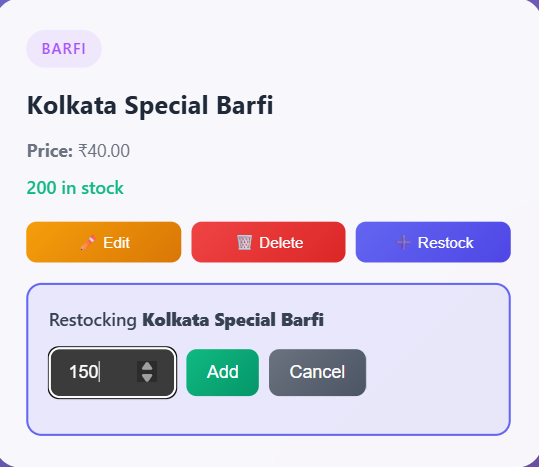 BARFI
Kolkata Special Barfi
Price: ₹40.00
200 in stock
Edit Delete Restock
Restocking Kolkata Special Barfi
150 Add Cancel